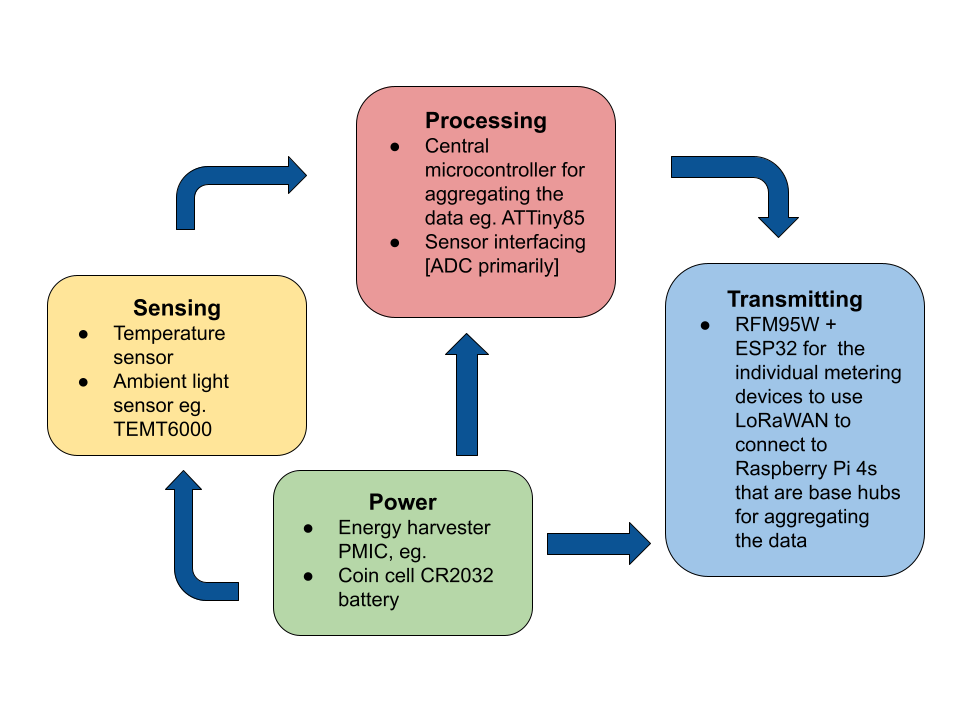 Processing
● Central
microcontroller for
aggregating the
data eg. ATTiny85
● Sensor interfacing
[ADC primarily]
Sensing
● Temperature
sensor
● Ambient light
sensor eg.
TEMT6000
Transmitting
● RFM95W +
ESP32 for  the
individual metering
devices to use
LoRaWAN to
connect to
Raspberry Pi 4s
that are base hubs
for aggregating
the data
Power
● Energy harvester
PMIC, eg.
● Coin cell CR2032
battery